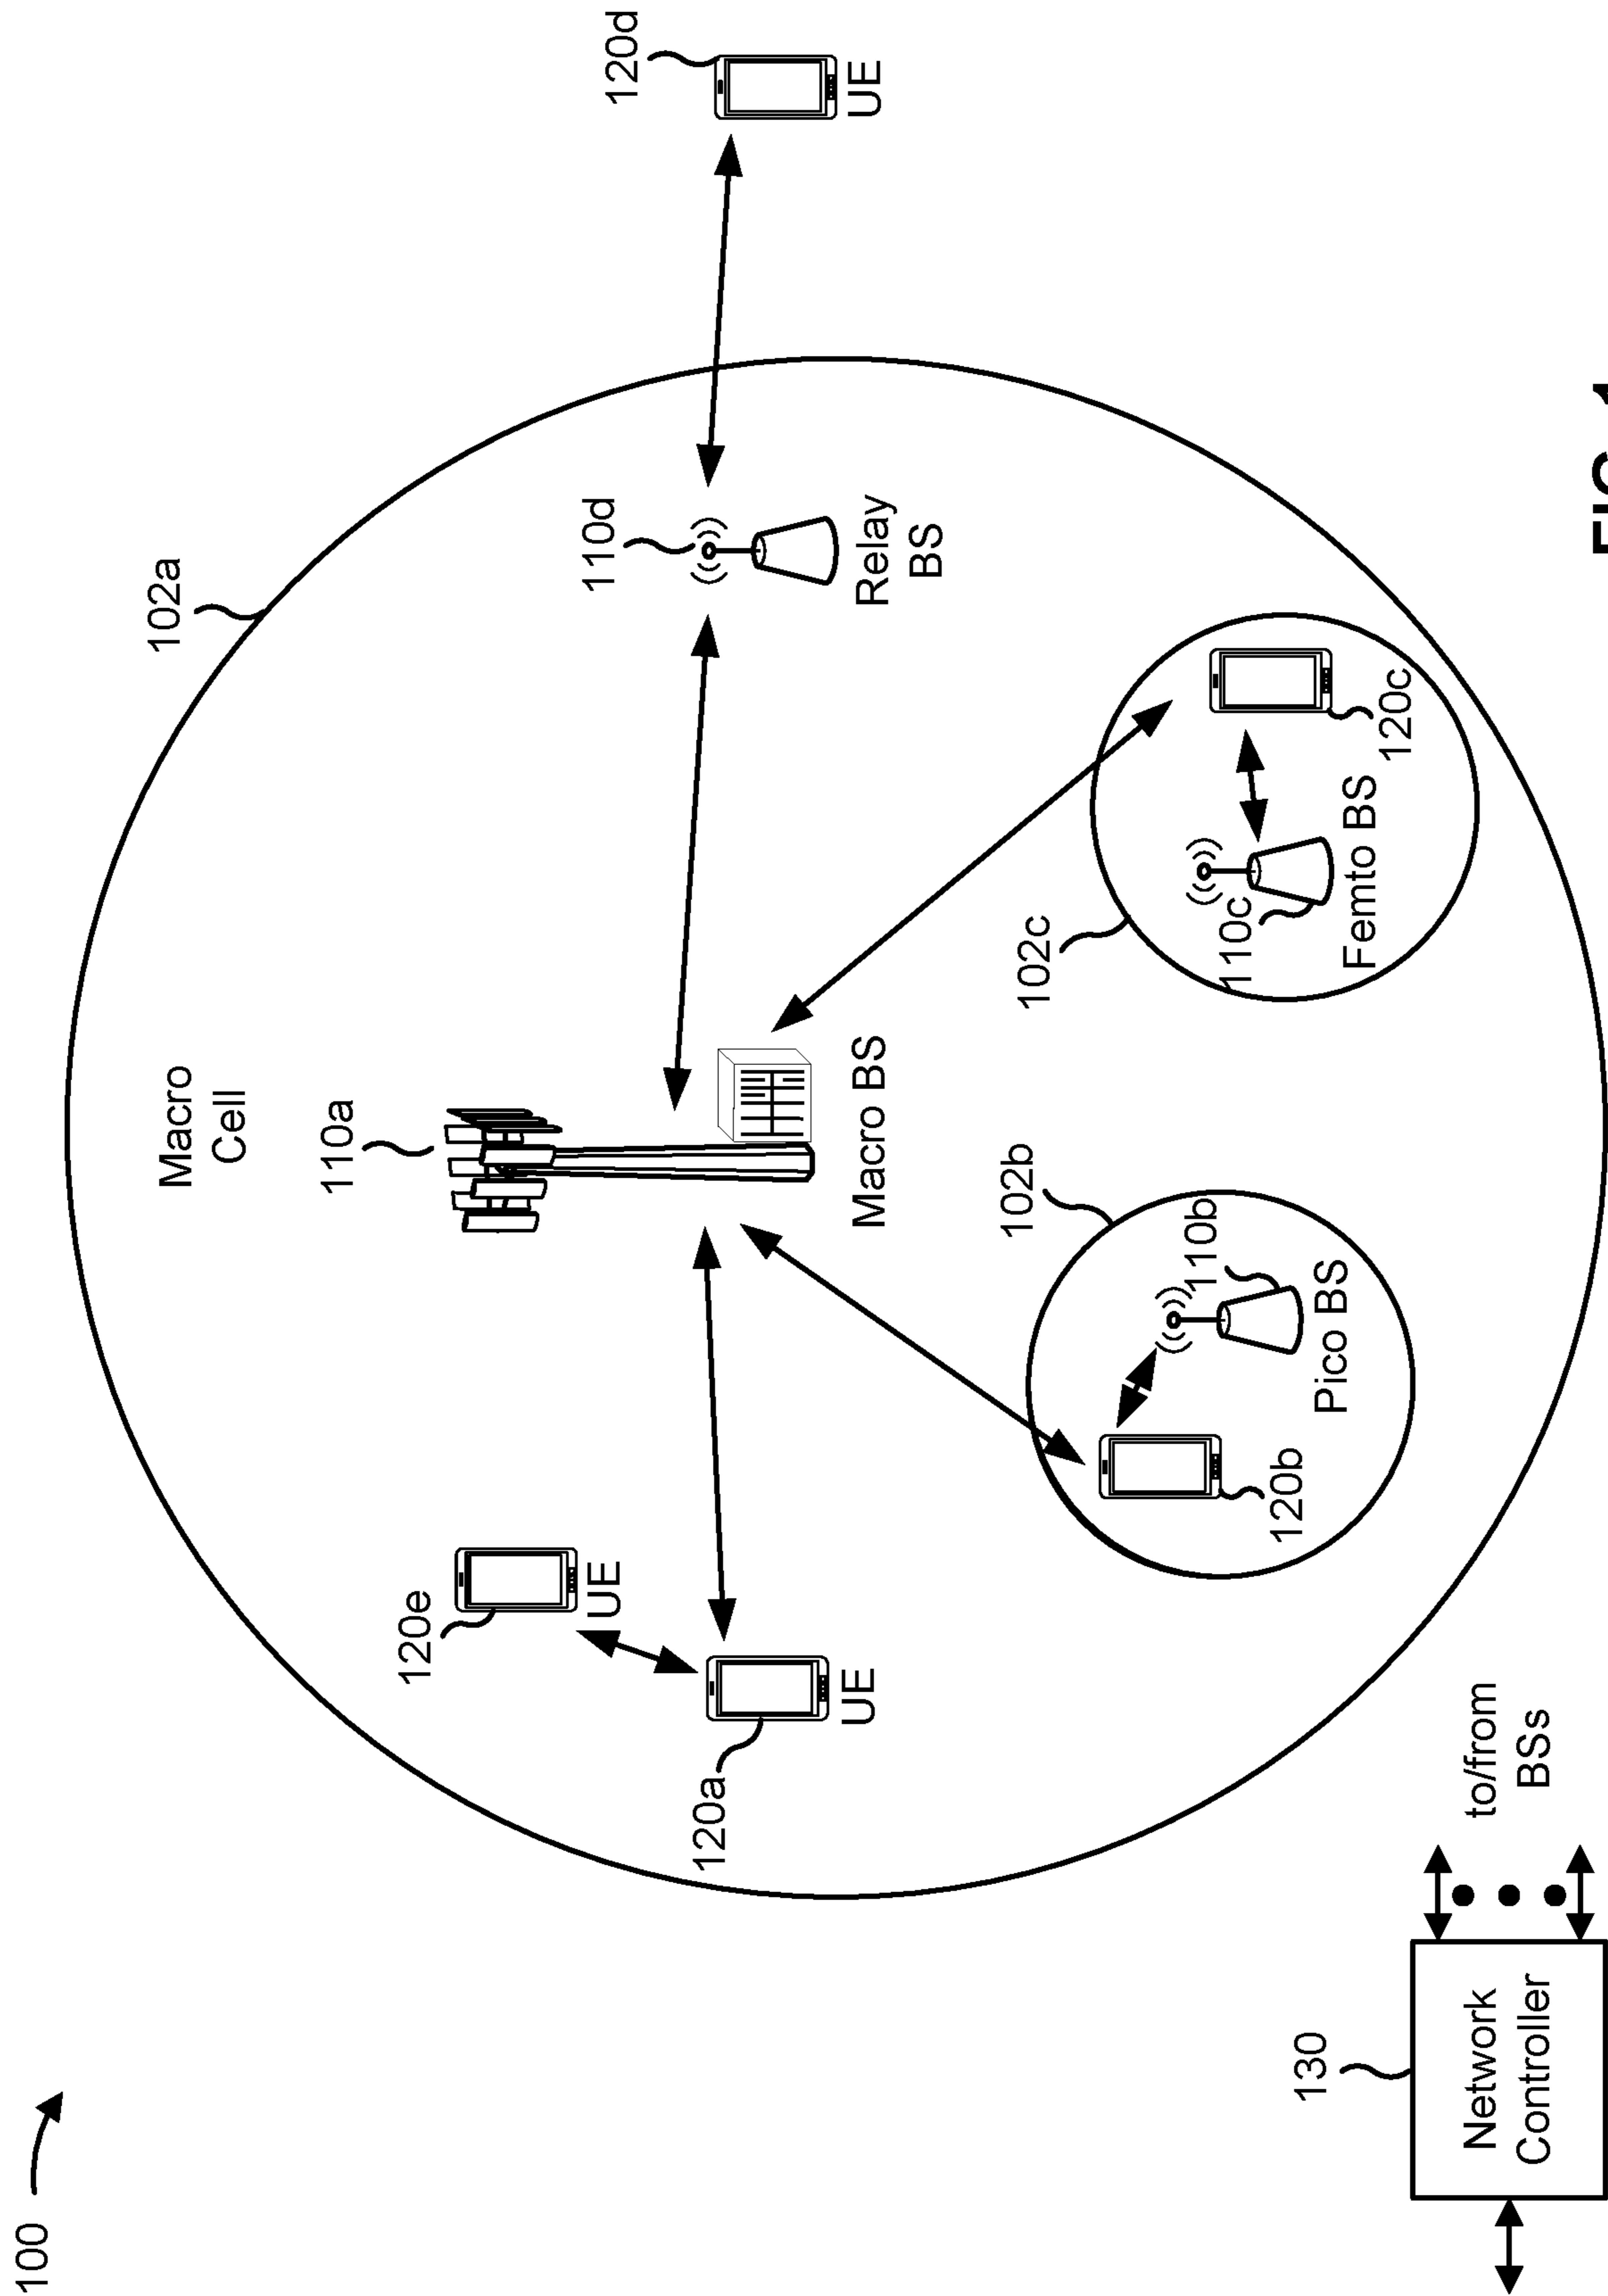 100
Macro
Cell
102a
110a
120d
UE
120e
UE
110d
Relay
BS
120a
UE
Macro BS
102b
102c
110b
Pico BS
120b
110c
Femto BS
120c
130
Network
Controller
to/from
BSs